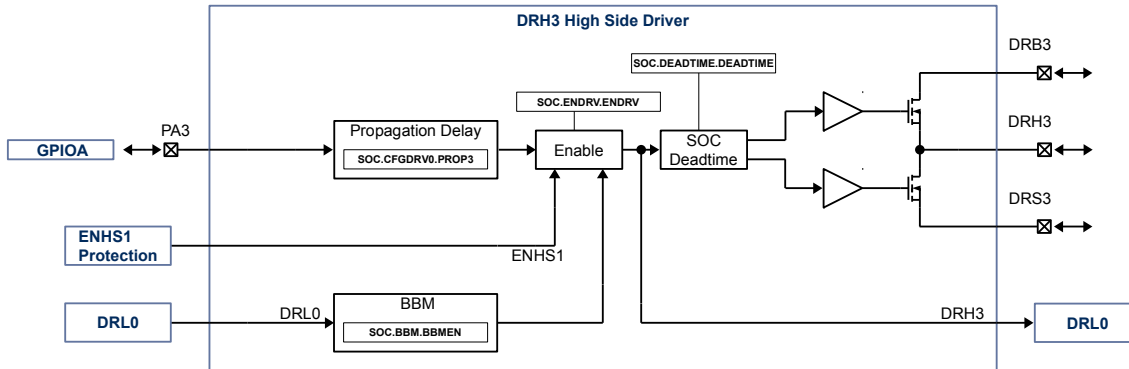 DRH3 High Side Driver
DRB3
SOC.DEADTIME.DEADTIME
SOC.ENDRV.ENDRV
PA3
Propagation Delay
GPIOA
SOC.CFGDRV0.PROP3
Enable
SOC
Deadtime
DRH3
DRS3
ENHS1
Protection
ENHS1
BBM
DRL0
DRL0
SOC.BBM.BBMEN
DRH3
DRL0